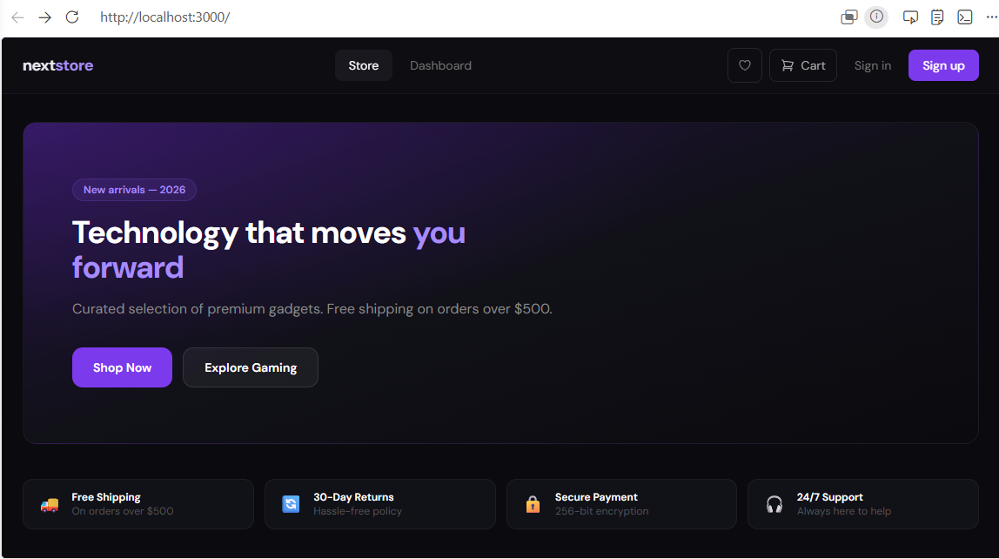 http://localhost:3000/
nextstore
Store
Dashboard
Cart
Sign in
Sign up
New arrivals — 2026
Technology that moves you
forward
Curated selection of premium gadgets. Free shipping on orders over $500.
Shop Now
Explore Gaming
Free Shipping
On orders over $500
30-Day Returns
Hassle-free policy
Secure Payment
256-bit encryption
24/7 Support
Always here to help